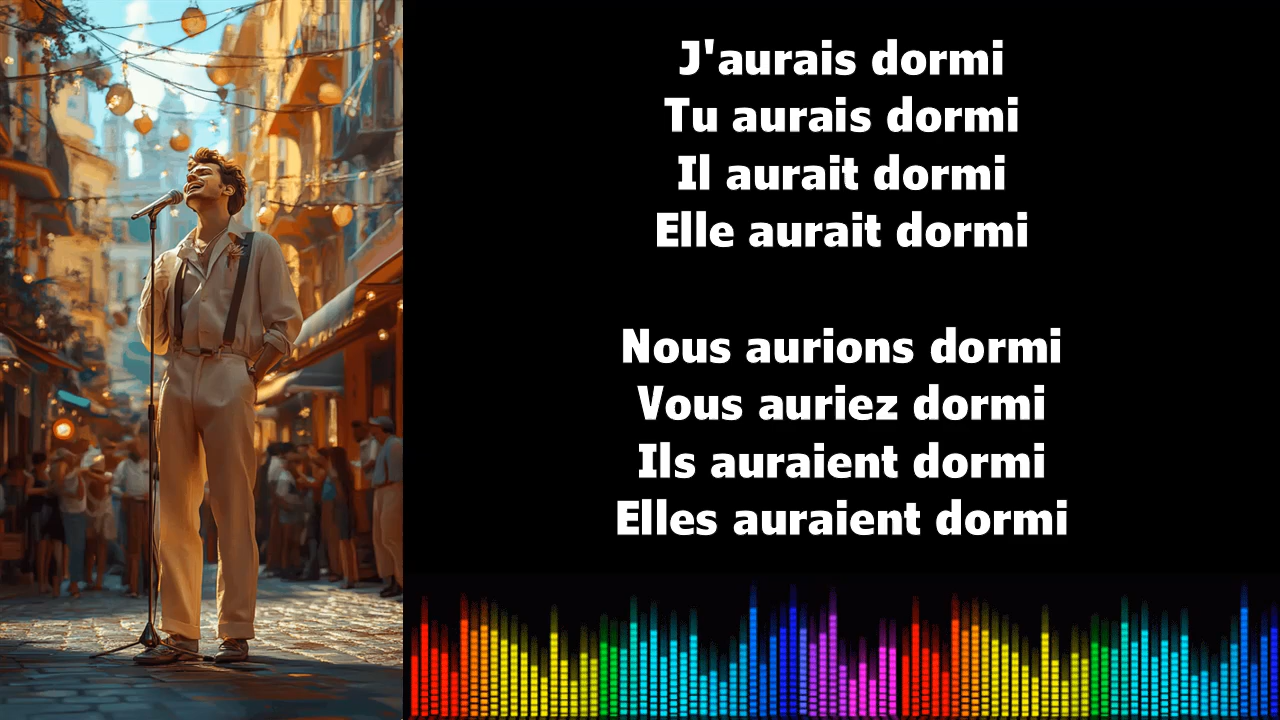 J'aurais dormi
Tu aurais dormi
Il aurait dormi
Elle aurait dormi
Nous aurions dormi
Vous auriez dormi
Ils auraient dormi
Elles auraient dormi